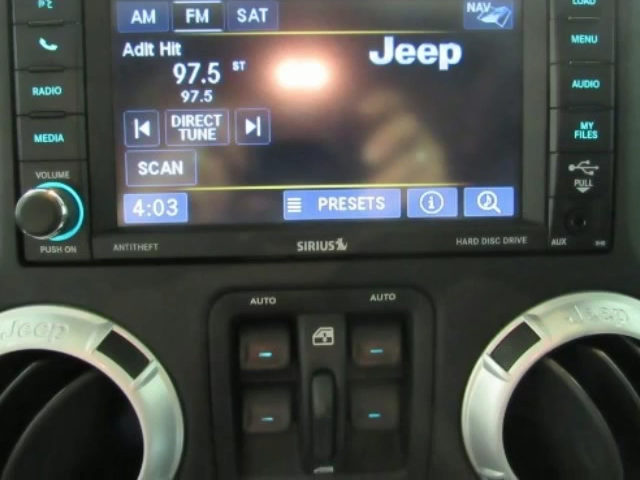 AM FM SAT NAV
LOAD
Adlt Hit
Jeep
MENU
97.5 ST
97.5
RADIO
AUDIO
DIRECT TUNE
MEDIA
MY FILES
SCAN
VOLUME
PULL
4:03 PRESETS
PUSH ON
ANTITHEFT
SIRIUS
HARD DISC DRIVE
AUX
AUTO AUTO
Jeep Jeep